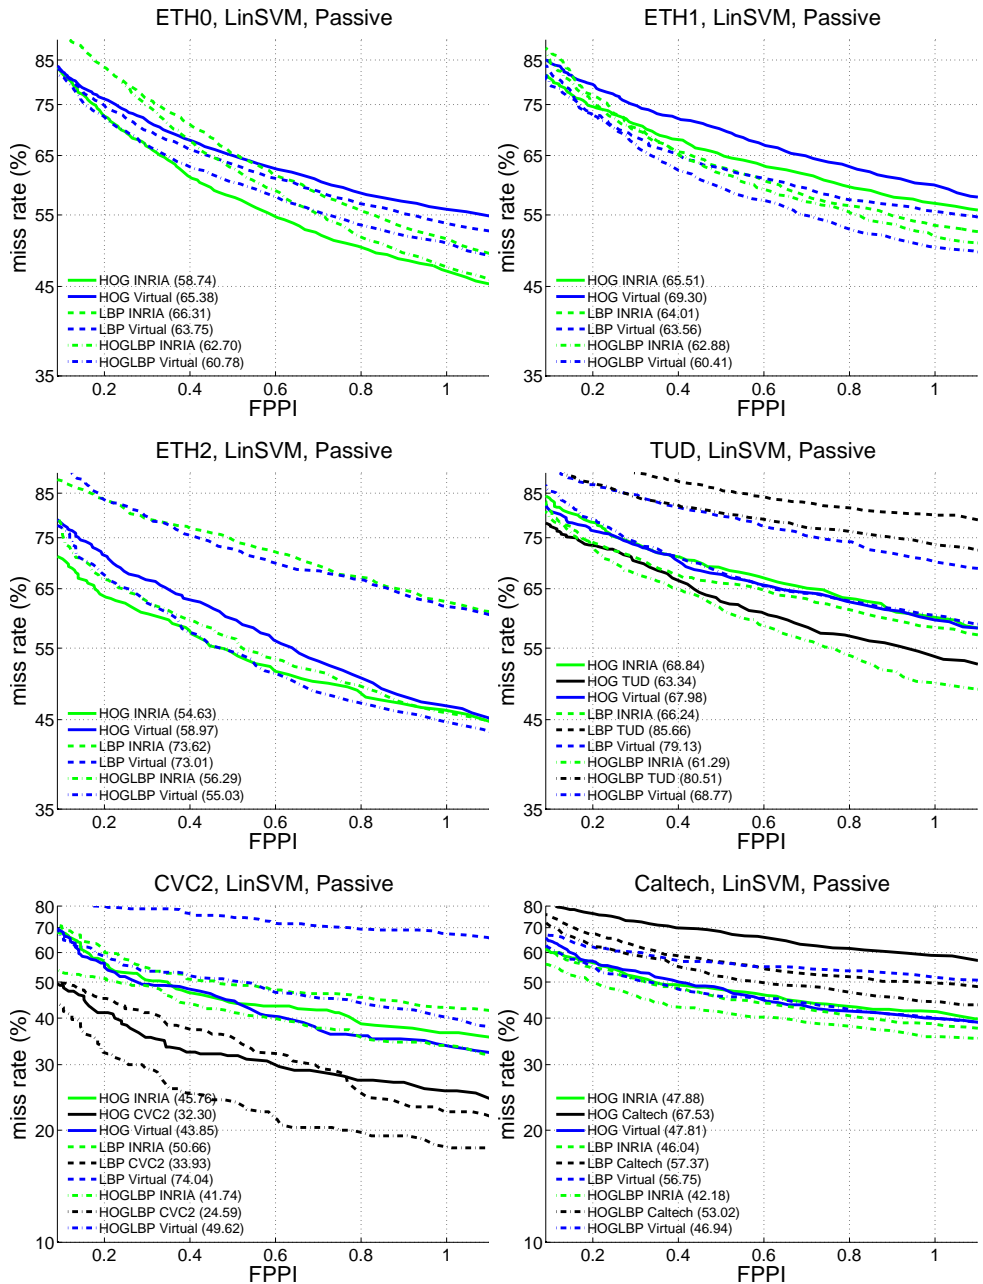 ETH0, LinSVM, Passive
miss rate (%)
85
75
65
55
45
35
HOG INRIA (58.74)
HOG Virtual (65.38)
LBP INRIA (66.31)
LBP Virtual (63.75)
HOGLBP INRIA (62.70)
HOGLBP Virtual (60.78)
0.2 0.4 0.6 0.8 1
FPPI
ETH1, LinSVM, Passive
miss rate (%)
85
75
65
55
45
35
HOG INRIA (65.51)
HOG Virtual (69.30)
LBP INRIA (64.01)
LBP Virtual (63.56)
HOGLBP INRIA (62.88)
HOGLBP Virtual (60.41)
0.2 0.4 0.6 0.8 1
FPPI
ETH2, LinSVM, Passive
miss rate (%)
85
75
65
55
45
35
HOG INRIA (54.63)
HOG Virtual (58.97)
LBP INRIA (73.62)
LBP Virtual (73.01)
HOGLBP INRIA (56.29)
HOGLBP Virtual (55.03)
0.2 0.4 0.6 0.8 1
FPPI
TUD, LinSVM, Passive
miss rate (%)
85
75
65
55
45
35
HOG INRIA (68.84)
HOG TUD (63.34)
HOG Virtual (67.98)
LBP INRIA (66.24)
LBP TUD (85.66)
LBP Virtual (79.13)
HOGLBP INRIA (61.29)
HOGLBP TUD (80.51)
HOGLBP Virtual (68.77)
0.2 0.4 0.6 0.8 1
FPPI
CVC2, LinSVM, Passive
miss rate (%)
80
70
60
50
40
30
20
10
HOG INRIA (45.76)
HOG CVC2 (32.30)
HOG Virtual (43.85)
LBP INRIA (50.66)
LBP CVC2 (33.93)
LBP Virtual (74.04)
HOGLBP INRIA (41.74)
HOGLBP CVC2 (24.59)
HOGLBP Virtual (49.62)
0.2 0.4 0.6 0.8 1
FPPI
Caltech, LinSVM, Passive
miss rate (%)
80
70
60
50
40
30
20
10
HOG INRIA (47.88)
HOG Caltech (67.53)
HOG Virtual (47.81)
LBP INRIA (46.04)
LBP Caltech (57.37)
LBP Virtual (56.75)
HOGLBP INRIA (42.18)
HOGLBP Caltech (53.02)
HOGLBP Virtual (46.94)
0.2 0.4 0.6 0.8 1
FPPI